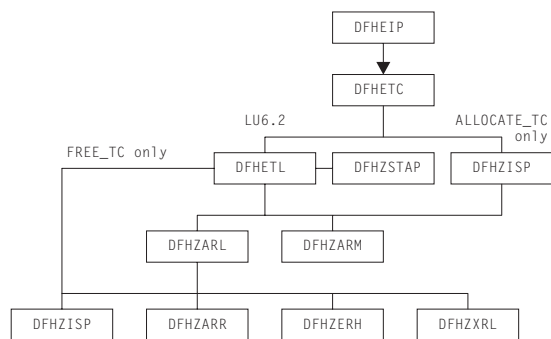 DFHEIP
DFHETC
LU6.2
ALLOCATE_TC
only
FREE_TC only
DFHETL
DFHZSTAP
DFHZISP
DFHZARL
DFHZARM
DFHZISP
DFHZARR
DFHZERH
DFHZXRL